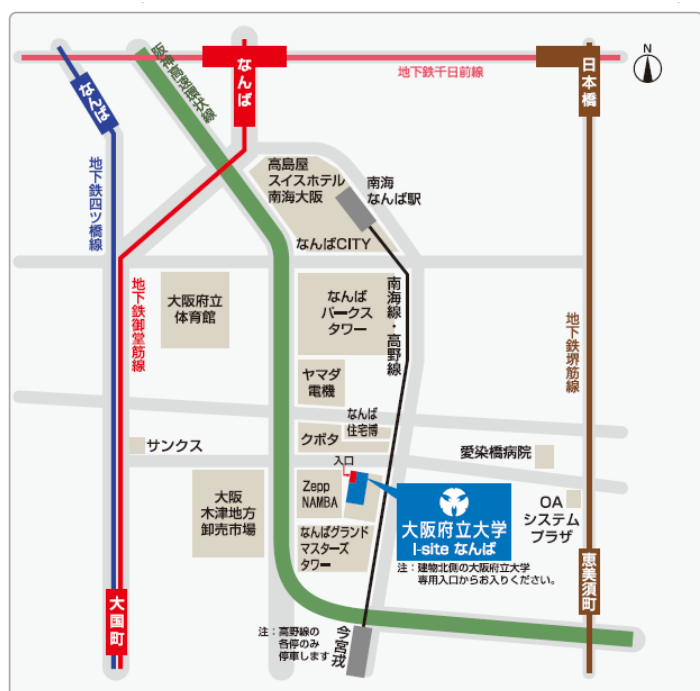 N
なんば
なんば
日本橋
地下鉄千日前線
阪神高速環状線
高島屋
スイスホテル
南海大阪
南海
なんば駅
なんばCITY
地下鉄四ツ橋線
地下鉄御堂筋線
大阪府立
体育館
なんば
パークス
タワー
南海線・高野線
地下鉄堺筋線
ヤマダ
電機
なんば
住宅博
クボタ
サンクス
愛染橋病院
入口
大阪
木津地方
卸売市場
Zepp
NAMBA
大阪府立大学
I-site なんば
OA
システム
プラザ
なんばグランド
マスターズ
タワー
注：建物北側の大阪府立大学
専用入口からお入りください。
大国町
恵美須町
注：高野線の
各停のみ
停車します
今宮戎